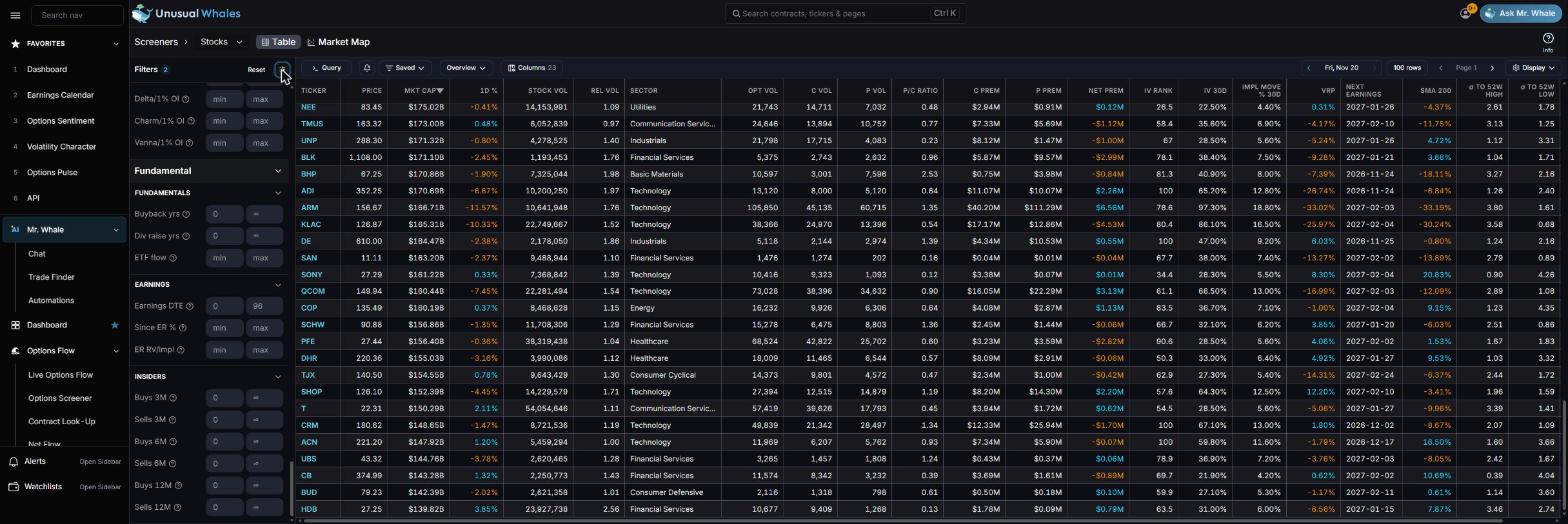 Search nav
Unusual Whales
Search contracts, tickers & pages Ctrl K
9+
Ask Mr. Whale
FAVORITES
1 Dashboard
2 Earnings Calendar
3 Options Sentiment
4 Volatility Character
5 Options Pulse
6 API
Mr. Whale
Chat
Trade Finder
Automations
Dashboard
Options Flow
Live Options Flow
Options Screener
Contract Look-Up
Net Flow
Alerts Open Sidebar
Watchlists Open Sidebar
Screeners > Stocks Table Market Map
Info
Filters 2 Reset
Delta/1% OI min max
Charm/1% OI min max
Vanna/1% OI min max
Fundamental
FUNDAMENTALS
Buyback yrs 0 ∞
Div raise yrs 0 ∞
ETF flow min max
EARNINGS
Earnings DTE 0 96
Since ER % min max
ER RV/Impl min max
INSIDERS
Buys 3M 0 ∞
Sells 3M 0 ∞
Buys 6M 0 ∞
Sells 6M 0 ∞
Buys 12M 0 ∞
Sells 12M 0 ∞
Query Saved Overview Columns 23 Fri, Nov 20 100 rows Page 1 Display
TICKER PRICE MKT CAP▼ 1D % STOCK VOL REL VOL SECTOR OPT VOL C VOL P VOL P/C RATIO C PREM P PREM NET PREM IV RANK IV 30D IMPL MOVE % 30D VRP NEXT EARNINGS SMA 200 σ TO 52W HIGH σ TO 52W LOW
NEE 83.45 $175.02B -0.41% 14,153,991 1.09 Utilities 21,743 14,711 7,032 0.48 $2.94M $0.91M $0.12M 26.5 22.50% 4.40% 0.31% 2027-01-26 -4.37% 2.61 1.78
TMUS 163.32 $173.00B 0.48% 6,052,839 0.97 Communication Servic... 24,646 13,894 10,752 0.77 $7.33M $5.69M -$1.12M 58.4 35.60% 6.90% -4.17% 2027-02-10 -11.75% 3.13 1.25
UNP 288.30 $171.32B -0.80% 4,278,525 1.40 Industrials 21,798 17,715 4,083 0.23 $8.12M $1.47M -$1.00M 67 28.50% 5.60% -5.24% 2027-01-26 4.72% 1.12 3.31
BLK 1,108.00 $171.10B -2.45% 1,193,453 1.76 Financial Services 5,375 2,743 2,632 0.96 $5.87M $9.57M -$2.99M 78.1 38.40% 7.50% -9.28% 2027-01-21 3.66% 1.04 1.71
BHP 67.25 $170.86B -1.90% 7,325,044 1.98 Basic Materials 10,597 3,001 7,596 2.53 $0.75M $3.98M -$0.84M 81.3 40.90% 8.00% -7.39% 2026-11-24 -18.11% 3.27 2.16
ADI 352.25 $170.69B -6.67% 10,200,250 1.97 Technology 13,120 8,000 5,120 0.64 $11.07M $10.07M $2.26M 100 65.20% 12.80% -26.74% 2026-11-24 -6.84% 1.26 2.40
ARM 156.67 $166.71B -11.57% 10,641,948 1.76 Technology 105,850 45,135 60,715 1.35 $40.20M $111.29M $6.56M 78.6 97.30% 18.80% -33.02% 2027-02-03 -33.19% 3.80 1.61
KLAC 126.87 $165.31B -10.33% 22,749,667 1.52 Technology 38,366 24,970 13,396 0.54 $17.17M $12.86M -$4.53M 80.4 86.10% 16.50% -25.97% 2027-02-04 -30.24% 3.58 0.68
DE 610.00 $164.47B -2.38% 2,178,050 1.86 Industrials 5,118 2,144 2,974 1.39 $4.34M $10.53M $0.55M 100 47.00% 9.20% 6.03% 2026-11-25 -0.80% 1.24 2.16
SAN 11.11 $163.20B -2.37% 9,488,944 1.10 Financial Services 1,476 1,274 202 0.16 $0.04M $0.01M $0.01M 67.7 38.00% 7.40% -13.27% 2027-02-02 -13.89% 2.79 0.89
SONY 27.29 $161.21B 0.33% 7,368,842 1.39 Technology 10,416 9,323 1,093 0.12 $3.38M $0.07M $0.01M 34.4 28.30% 5.50% 8.30% 2027-02-10 20.83% 0.90 4.26
QCOM 149.94 $160.19B -7.45% 22,281,494 1.54 Technology 73,028 38,396 34,632 0.90 $16.05M $22.29M $3.13M 61.1 66.50% 13.00% -16.99% 2027-02-03 -12.09% 2.89 1.08
COP 135.49 $160.19B 0.37% 8,468,628 1.15 Energy 16,232 9,926 6,306 0.64 $4.08M $2.87M $1.13M 83.5 36.70% 7.10% -1.00% 2027-02-04 9.15% 1.23 4.35
SCHW 90.88 $156.86B -1.35% 11,708,306 1.29 Financial Services 15,278 6,475 8,803 1.36 $2.45M $1.44M -$0.06M 66.7 32.10% 6.20% 3.85% 2027-01-20 -6.03% 2.51 0.86
PFE 27.44 $156.40B -0.36% 38,319,438 1.04 Healthcare 68,524 42,822 25,702 0.60 $3.23M $3.59M -$2.82M 90.6 28.50% 5.60% 4.06% 2027-02-02 1.53% 1.67 1.83
DHR 220.36 $155.03B -3.16% 3,990,086 1.12 Healthcare 18,009 11,465 6,544 0.57 $8.09M $2.91M -$0.06M 50.3 33.00% 6.40% 4.92% 2027-01-27 9.53% 1.03 3.32
TJX 140.50 $154.55B 0.78% 9,643,429 1.30 Consumer Cyclical 14,373 9,801 4,572 0.47 $2.34M $1.00M -$0.42M 62.9 27.30% 5.40% -14.31% 2027-02-24 -6.37% 2.44 1.72
SHOP 126.10 $152.39B -4.45% 14,229,579 1.71 Technology 27,394 12,515 14,879 1.19 $8.20M $14.30M $2.20M 57.6 64.30% 12.50% 12.20% 2027-02-10 -3.41% 1.96 1.59
T 22.31 $150.29B 2.11% 54,054,646 1.11 Communication Servic... 57,419 39,626 17,793 0.45 $3.94M $1.72M $0.62M 54.5 28.50% 5.60% -5.06% 2027-01-27 -9.96% 3.39 1.41
CRM 180.62 $148.65B -1.47% 8,721,536 1.19 Technology 49,839 21,342 28,497 1.34 $12.33M $25.94M -$1.70M 100 67.10% 13.00% 1.80% 2026-12-02 -8.67% 2.07 1.09
ACN 221.20 $147.92B 1.20% 5,459,294 1.00 Technology 11,969 6,207 5,762 0.93 $7.34M $5.90M -$0.07M 100 59.80% 11.60% -1.79% 2026-12-17 16.50% 1.60 3.66
UBS 43.32 $144.76B -3.78% 2,620,465 1.28 Financial Services 3,265 1,457 1,808 1.24 $0.43M $0.37M $0.06M 78.9 36.90% 7.20% -3.76% 2027-02-03 -8.05% 2.42 1.67
CB 374.99 $143.28B 1.32% 2,250,773 1.43 Financial Services 11,574 8,342 3,232 0.39 $3.69M $1.61M -$0.89M 69.7 21.90% 4.20% 0.62% 2027-02-02 10.69% 0.39 4.04
BUD 79.23 $142.39B -2.02% 2,621,358 1.01 Consumer Defensive 2,116 1,318 798 0.61 $0.50M $0.18M $0.10M 59.9 27.10% 5.30% -1.17% 2027-02-11 0.61% 1.14 3.60
HDB 27.25 $139.82B 3.85% 23,927,738 2.56 Financial Services 10,677 9,409 1,268 0.13 $1.78M $0.09M $0.79M 63.5 31.00% 6.00% -6.56% 2027-01-15 7.87% 3.46 2.74